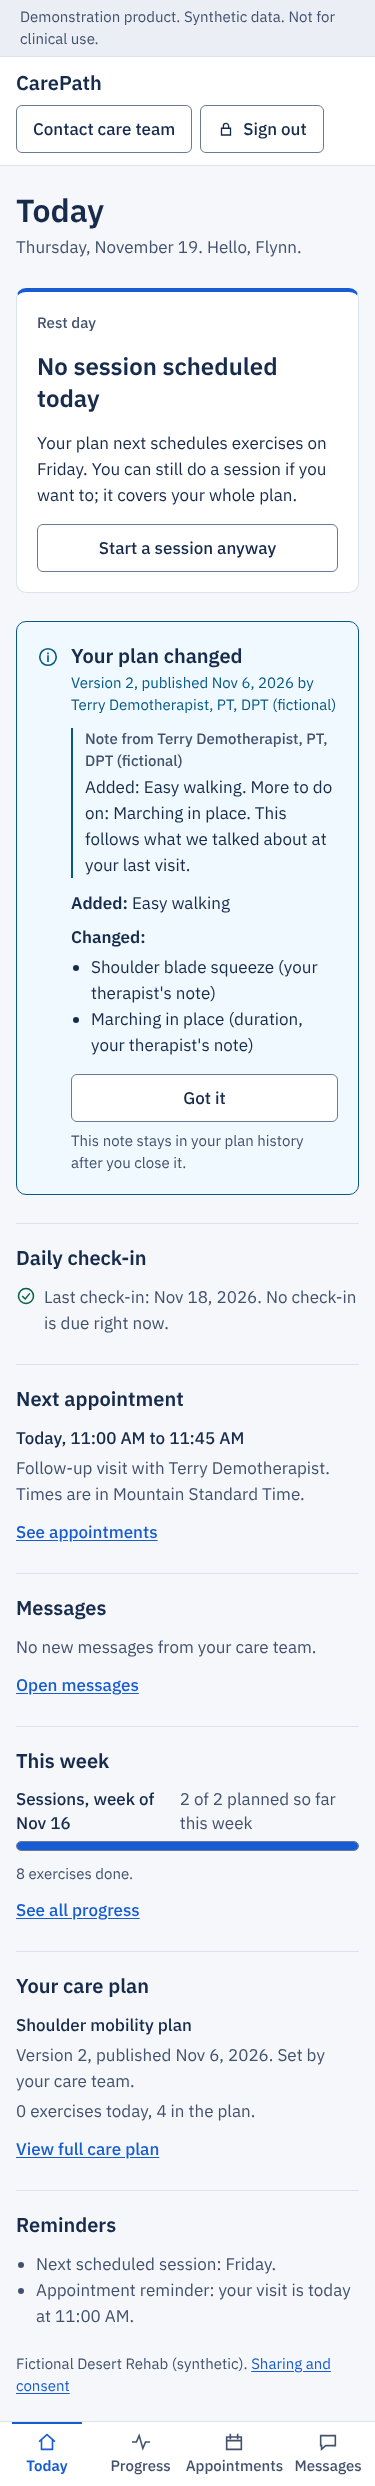 Demonstration product. Synthetic data. Not for
clinical use.
CarePath
Contact care team
Sign out
Today
Thursday, November 19. Hello, Flynn.
Rest day
No session scheduled
today
Your plan next schedules exercises on
Friday. You can still do a session if you
want to; it covers your whole plan.
Start a session anyway
Your plan changed
Version 2, published Nov 6, 2026 by
Terry Demotherapist, PT, DPT (fictional)
Note from Terry Demotherapist, PT,
DPT (fictional)
Added: Easy walking. More to do
on: Marching in place. This
follows what we talked about at
your last visit.
Added: Easy walking
Changed:
Shoulder blade squeeze (your
therapist's note)
Marching in place (duration,
your therapist's note)
Got it
This note stays in your plan history
after you close it.
Daily check-in
Last check-in: Nov 18, 2026. No check-in
is due right now.
Next appointment
Today, 11:00 AM to 11:45 AM
Follow-up visit with Terry Demotherapist.
Times are in Mountain Standard Time.
See appointments
Messages
No new messages from your care team.
Open messages
This week
Sessions, week of
Nov 16
2 of 2 planned so far
this week
8 exercises done.
See all progress
Your care plan
Shoulder mobility plan
Version 2, published Nov 6, 2026. Set by
your care team.
0 exercises today, 4 in the plan.
View full care plan
Reminders
Next scheduled session: Friday.
Appointment reminder: your visit is today
at 11:00 AM.
Fictional Desert Rehab (synthetic). Sharing and
consent
Today
Progress
Appointments
Messages